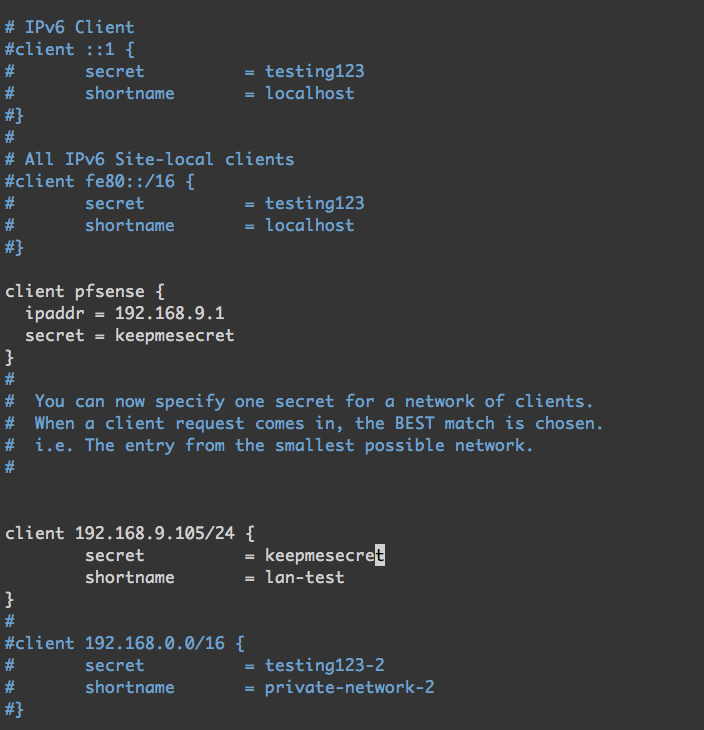 # IPv6 Client
#client ::1 {
#       secret          = testing123
#       shortname       = localhost
#}
#
# All IPv6 Site-local clients
#client fe80::/16 {
#       secret          = testing123
#       shortname       = localhost
#}

client pfsense {
  ipaddr = 192.168.9.1
  secret = keepmesecret
}
#
#  You can now specify one secret for a network of clients.
#  When a client request comes in, the BEST match is chosen.
#  i.e. The entry from the smallest possible network.
#

client 192.168.9.105/24 {
        secret          = keepmesecret
        shortname       = lan-test
}
#
#client 192.168.0.0/16 {
#       secret          = testing123-2
#       shortname       = private-network-2
#}